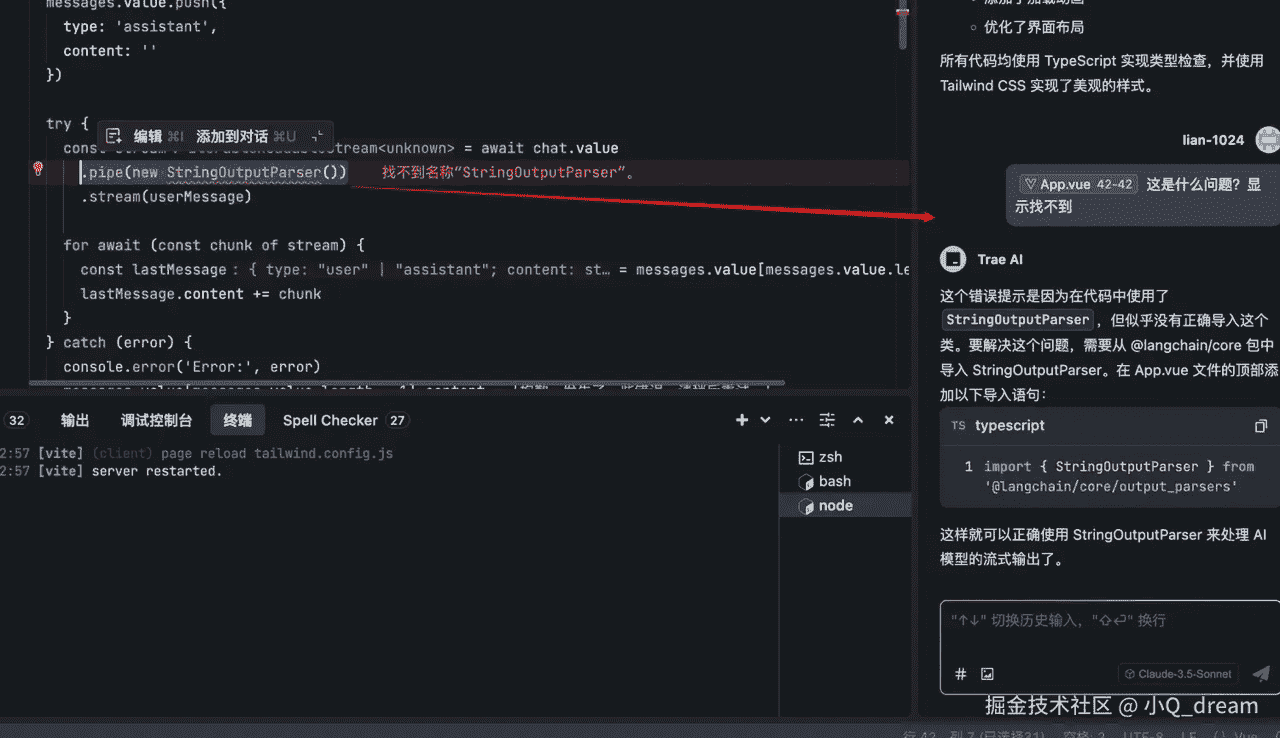 messages.value.push({
type: 'assistant',
content: ''
})
try {
编辑 ⌘I 添加到对话 ⌘U
const stream: IterableReadableStream<unknown> = await chat.value
.pipe(new StringOutputParser()) 找不到名称“StringOutputParser”。
.stream(userMessage)
for await (const chunk of stream) {
const lastMessage: { type: "user" | "assistant"; content: st… = messages.value[messages.value.le
lastMessage.content += chunk
}
} catch (error) {
console.error('Error:', error)
32 输出 调试控制台 终端 Spell Checker 27
2:57 [vite] (client) page reload tailwind.config.js
2:57 [vite] server restarted.
zsh
bash
node
添加了加载动画
优化了界面布局
所有代码均使用 TypeScript 实现类型检查，并使用
Tailwind CSS 实现了美观的样式。
lian-1024
App.vue 42-42 这是什么问题？显
示找不到
Trae AI
这个错误提示是因为在代码中使用了
StringOutputParser ，但似乎没有正确导入这个
类。要解决这个问题，需要从 @langchain/core 包中
导入 StringOutputParser。在 App.vue 文件的顶部添
加以下导入语句：
TS typescript
1 import { StringOutputParser } from
'@langchain/core/output_parsers'
这样就可以正确使用 StringOutputParser 来处理 AI
模型的流式输出了。
"↑↓" 切换历史输入，"⇧⏎" 换行
# Claude-3.5-Sonnet
掘金技术社区 @ 小Q_dream